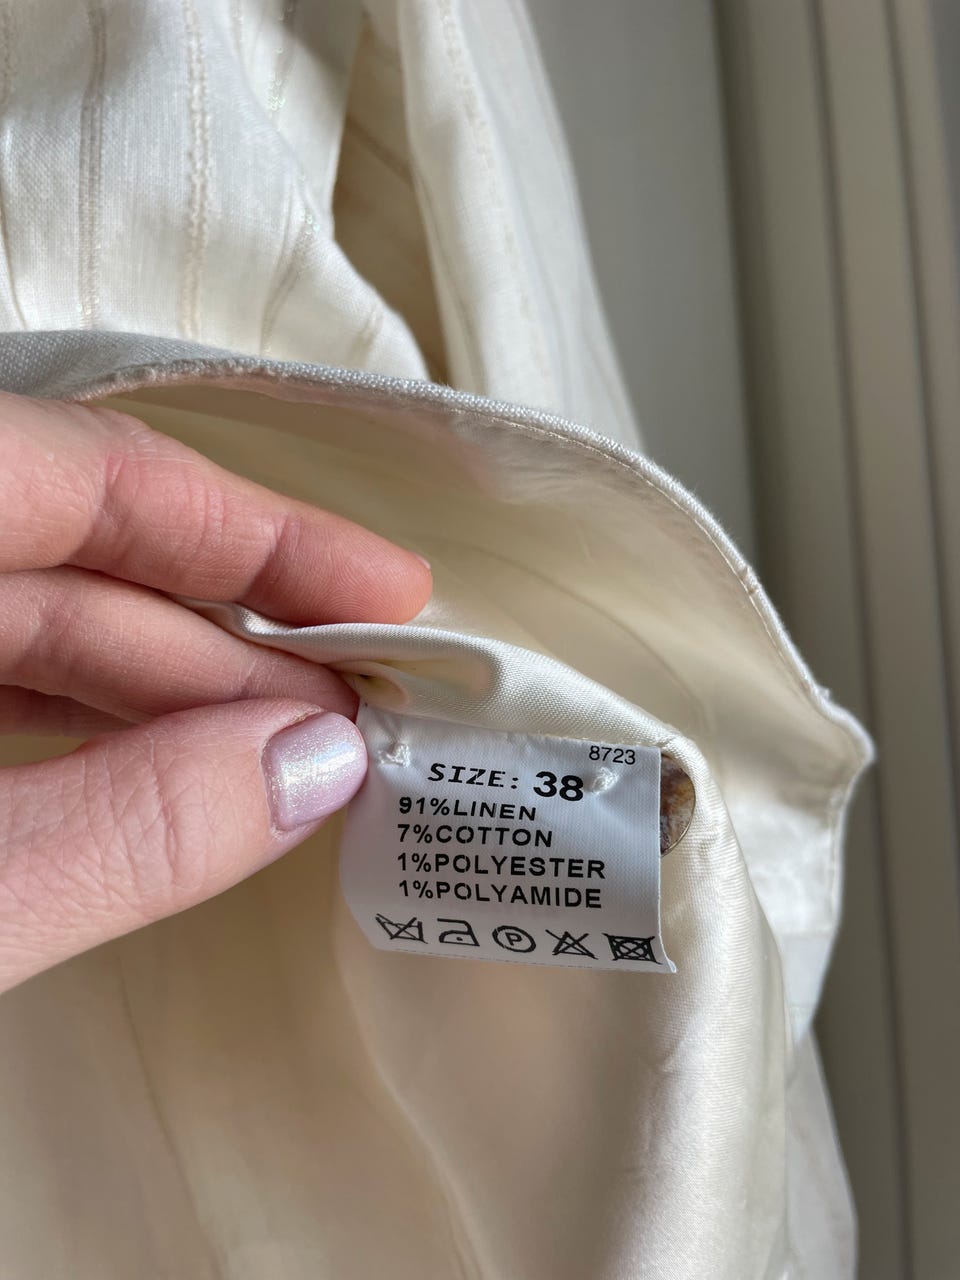 8723
SIZE: 38
91%LINEN
7%COTTON
1%POLYESTER
1%POLYAMIDE
P